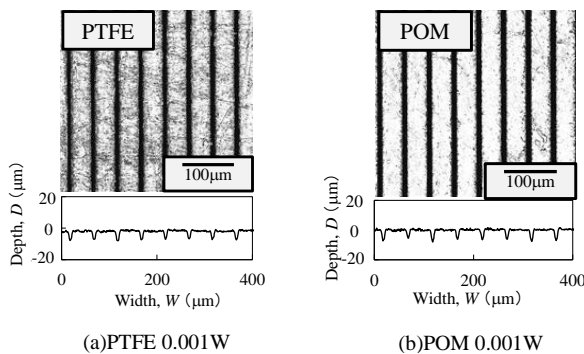 PTFE
100μm
20
0
-20
Depth, D (μm)
0
200
400
Width, W (μm)
(a)PTFE 0.001W
POM
100μm
20
0
-20
Depth, D (μm)
0
200
400
Width, W (μm)
(b)POM 0.001W